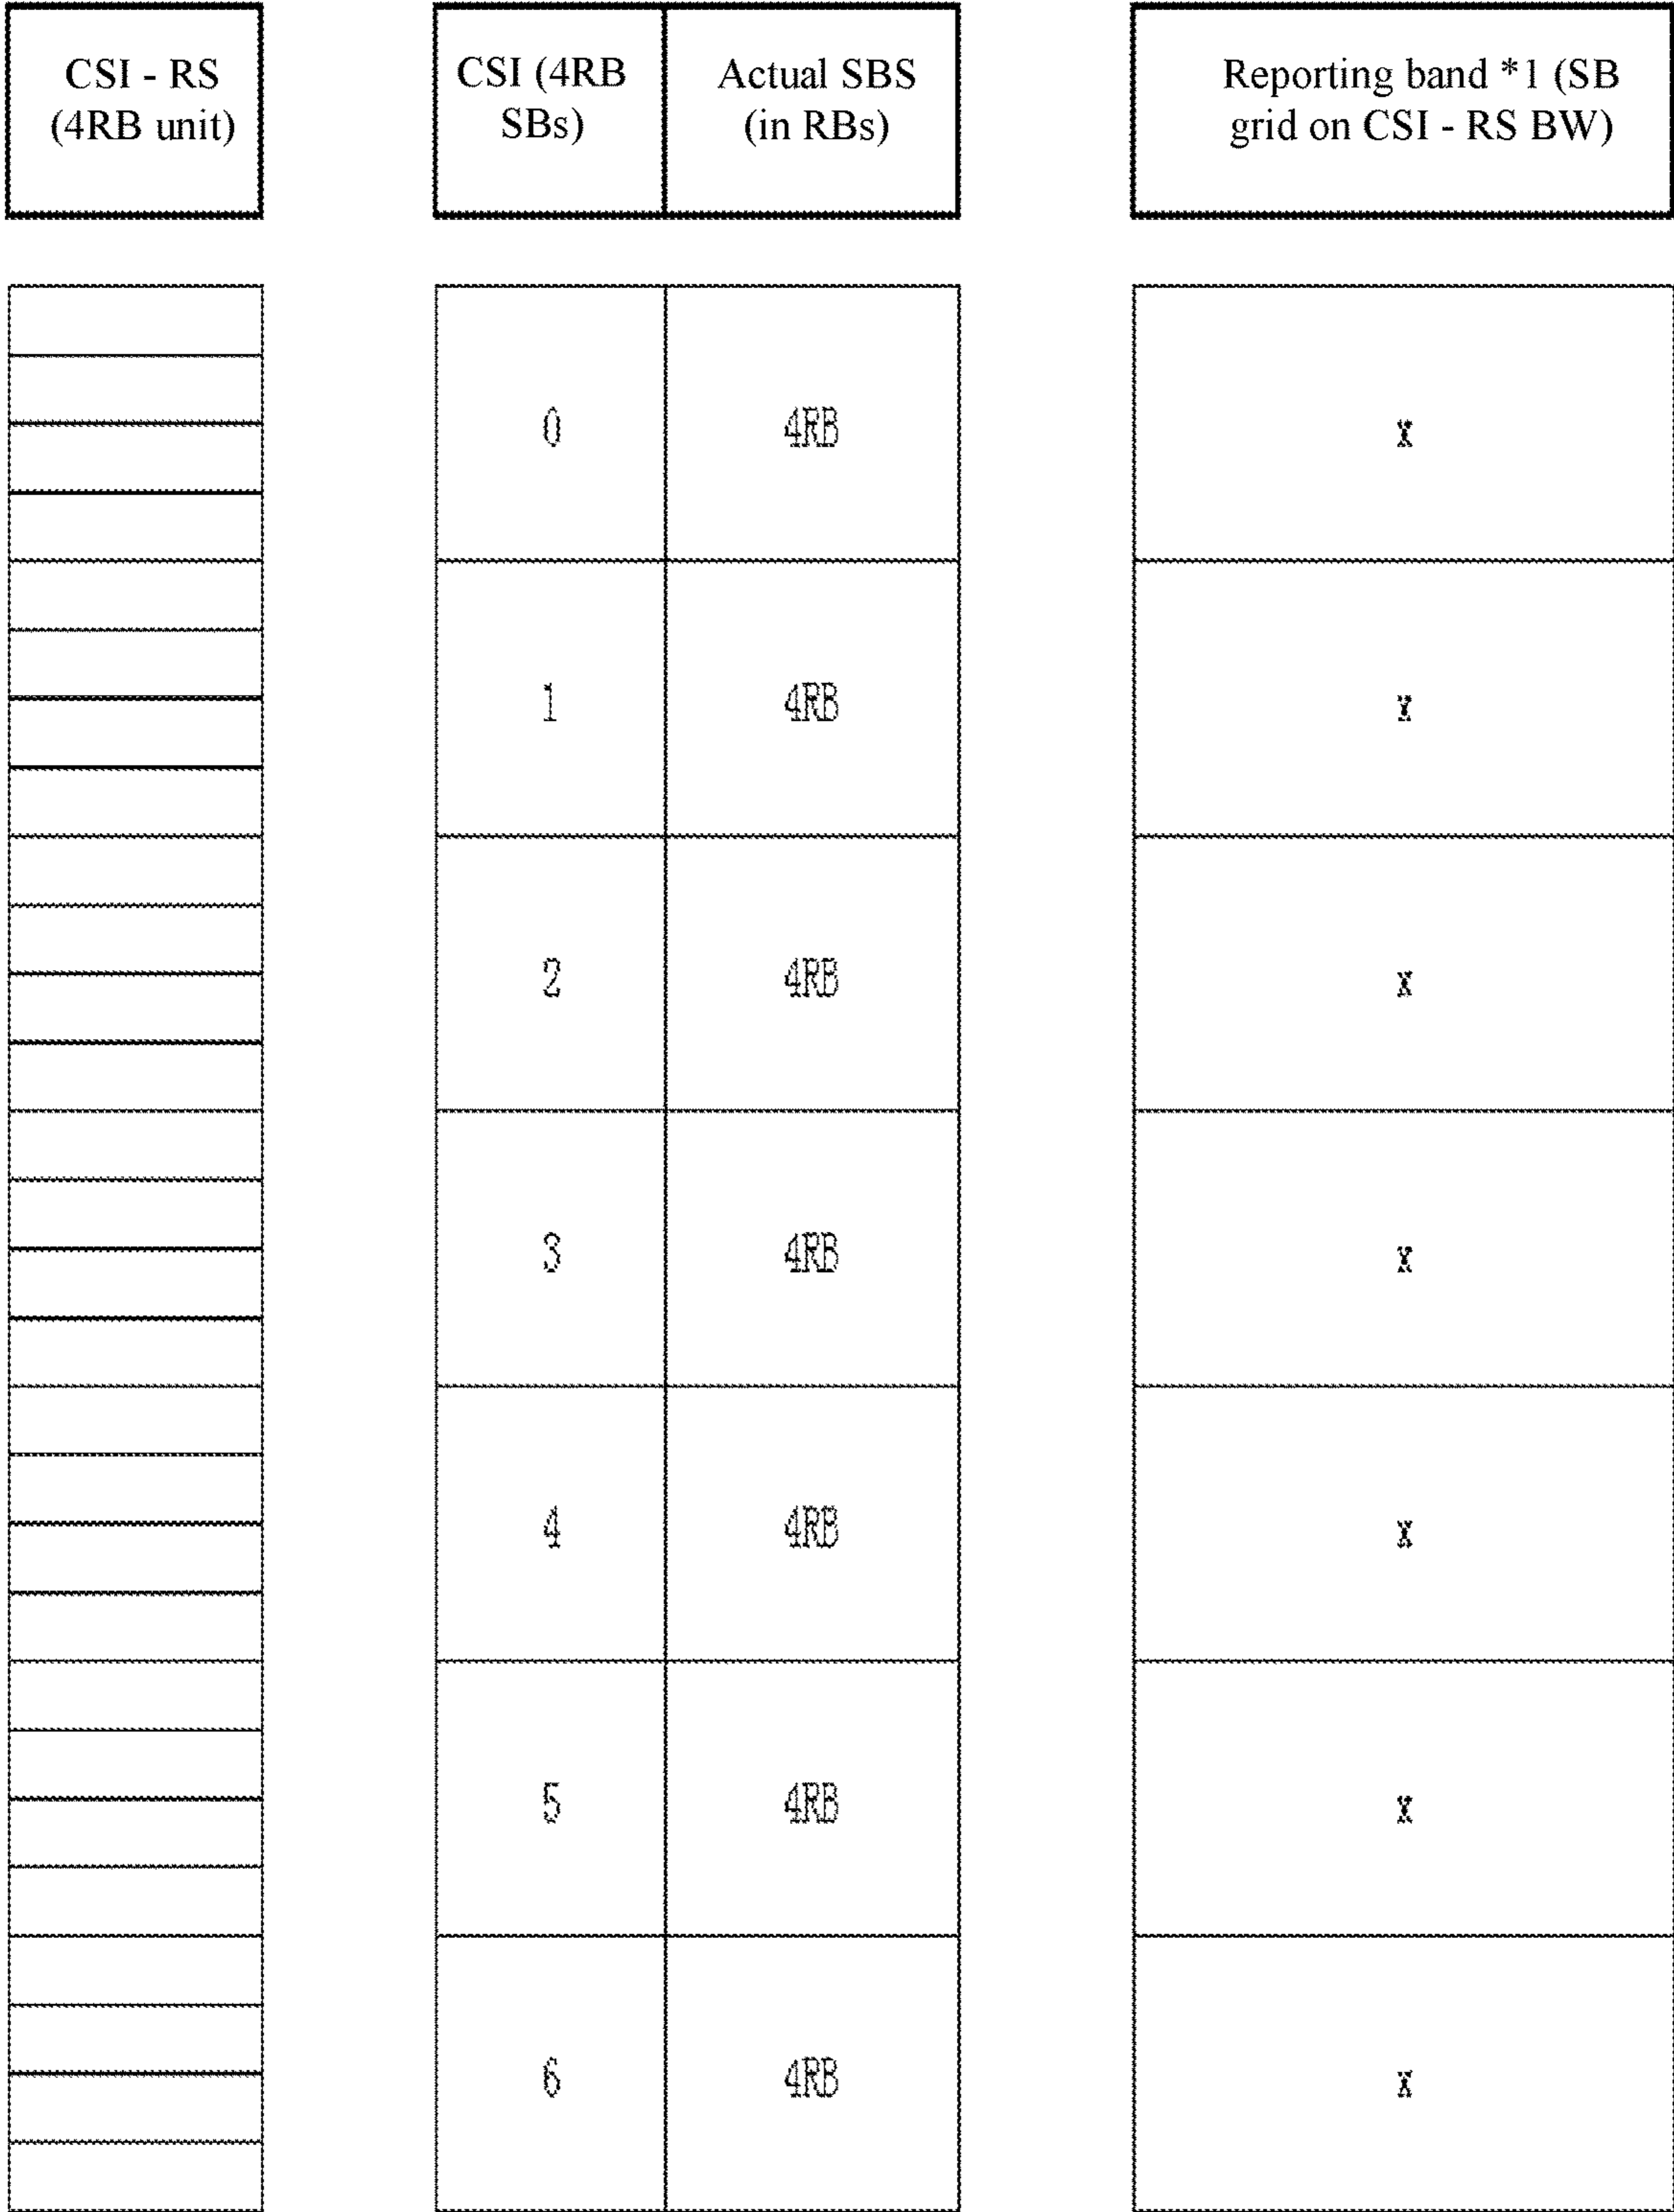 CSI - RS
(4RB unit)
CSI (4RB
SBs)
Actual SBS
(in RBs)
Reporting band *1 (SB
grid on CSI - RS BW)
0 4RB x
1 4RB x
2 4RB x
3 4RB x
4 4RB x
5 4RB x
6 4RB x